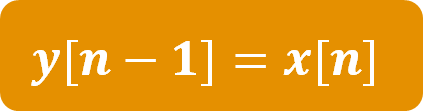 y[n − 1] = x[n]